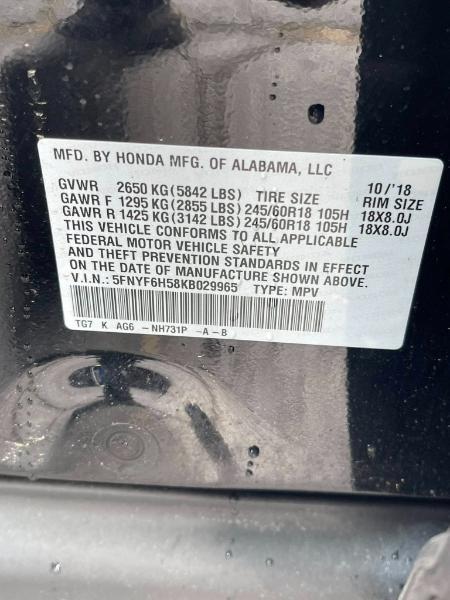 MFD. BY HONDA MFG. OF ALABAMA, LLC 10/'18
GVWR 2650 KG(5842 LBS) TIRE SIZE RIM SIZE
GAWR F 1295 KG(2855 LBS) 245/60R18 105H 18X8.0J
GAWR R 1425 KG(3142 LBS) 245/60R18 105H 18X8.0J
THIS VEHICLE CONFORMS TO ALL APPLICABLE
FEDERAL MOTOR VEHICLE SAFETY
AND THEFT PREVENTION STANDARDS IN EFFECT
ON THE DATE OF MANUFACTURE SHOWN ABOVE.
V.I.N.: 5FNYF6H58KB029965 TYPE: MPV
TG7 K AG6 -NH731P -A-B